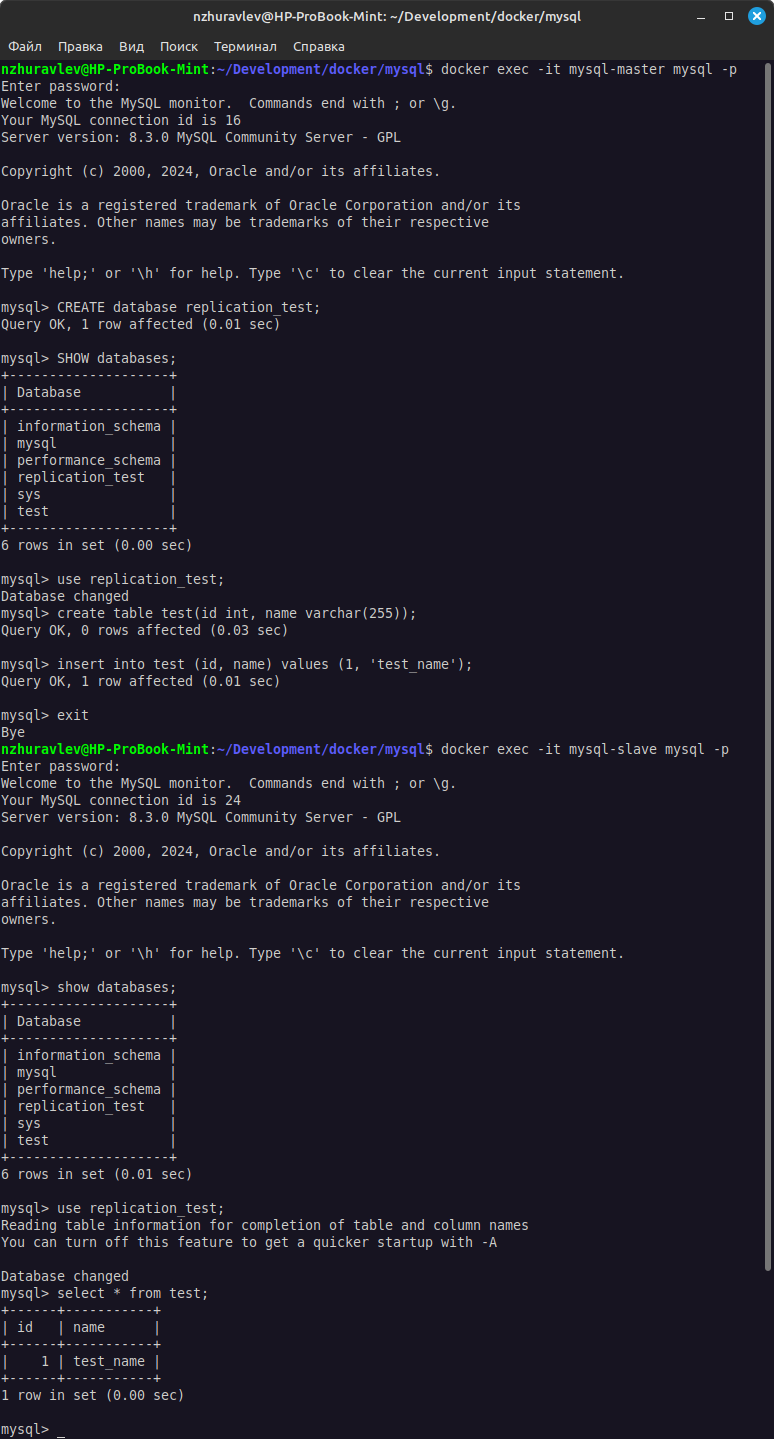 nzhuravlev@HP-ProBook-Mint: ~/Development/docker/mysql
Файл Правка Вид Поиск Терминал Справка
nzhuravlev@HP-ProBook-Mint:~/Development/docker/mysql$ docker exec -it mysql-master mysql -p
Enter password:
Welcome to the MySQL monitor.  Commands end with ; or \g.
Your MySQL connection id is 16
Server version: 8.3.0 MySQL Community Server - GPL

Copyright (c) 2000, 2024, Oracle and/or its affiliates.

Oracle is a registered trademark of Oracle Corporation and/or its
affiliates. Other names may be trademarks of their respective
owners.

Type 'help;' or '\h' for help. Type '\c' to clear the current input statement.

mysql> CREATE database replication_test;
Query OK, 1 row affected (0.01 sec)

mysql> SHOW databases;
+--------------------+
| Database           |
+--------------------+
| information_schema |
| mysql              |
| performance_schema |
| replication_test   |
| sys                |
| test               |
+--------------------+
6 rows in set (0.00 sec)

mysql> use replication_test;
Database changed
mysql> create table test(id int, name varchar(255));
Query OK, 0 rows affected (0.03 sec)

mysql> insert into test (id, name) values (1, 'test_name');
Query OK, 1 row affected (0.01 sec)

mysql> exit
Bye
nzhuravlev@HP-ProBook-Mint:~/Development/docker/mysql$ docker exec -it mysql-slave mysql -p
Enter password:
Welcome to the MySQL monitor.  Commands end with ; or \g.
Your MySQL connection id is 24
Server version: 8.3.0 MySQL Community Server - GPL

Copyright (c) 2000, 2024, Oracle and/or its affiliates.

Oracle is a registered trademark of Oracle Corporation and/or its
affiliates. Other names may be trademarks of their respective
owners.

Type 'help;' or '\h' for help. Type '\c' to clear the current input statement.

mysql> show databases;
+--------------------+
| Database           |
+--------------------+
| information_schema |
| mysql              |
| performance_schema |
| replication_test   |
| sys                |
| test               |
+--------------------+
6 rows in set (0.01 sec)

mysql> use replication_test;
Reading table information for completion of table and column names
You can turn off this feature to get a quicker startup with -A

Database changed
mysql> select * from test;
+------+-----------+
| id   | name      |
+------+-----------+
|    1 | test_name |
+------+-----------+
1 row in set (0.00 sec)

mysql> _